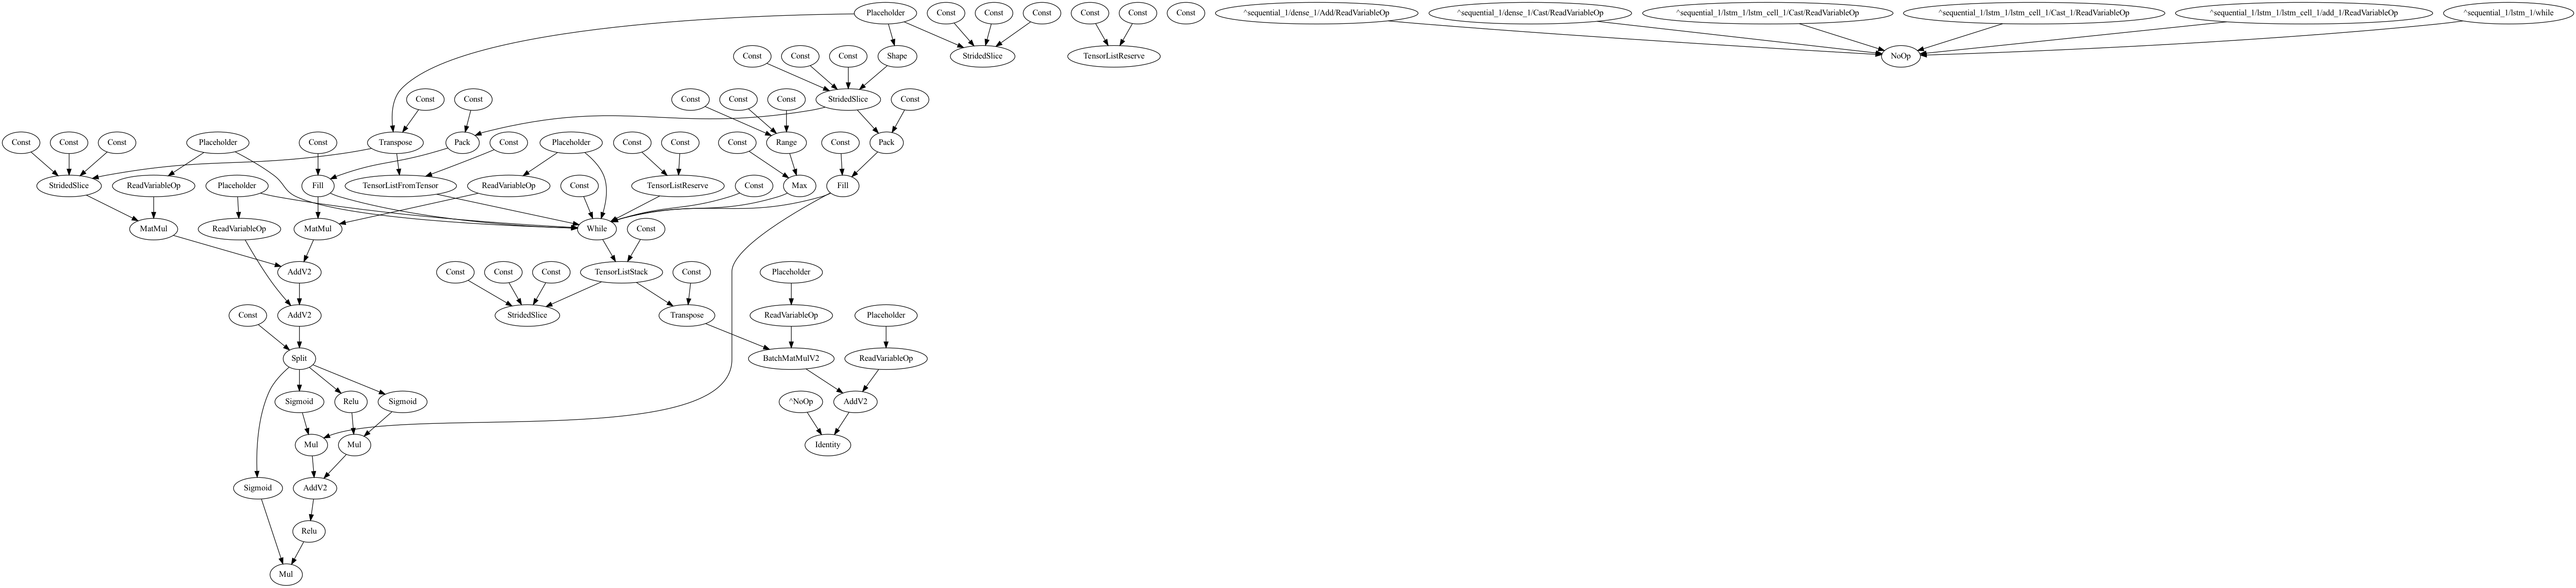 Placeholder Const Const Const Const Const Const ^sequential_1/dense_1/Add/ReadVariableOp ^sequential_1/dense_1/Cast/ReadVariableOp ^sequential_1/lstm_1/lstm_cell_1/Cast/ReadVariableOp ^sequential_1/lstm_1/lstm_cell_1/Cast_1/ReadVariableOp ^sequential_1/lstm_1/lstm_cell_1/add_1/ReadVariableOp ^sequential_1/lstm_1/while
Const Const Const Shape StridedSlice TensorListReserve NoOp
Const Const Const Const Const StridedSlice Const
Const Const Const Placeholder Const Transpose Pack Const Placeholder Const Const Const Range Const Pack
StridedSlice ReadVariableOp Placeholder Fill TensorListFromTensor ReadVariableOp Const TensorListReserve Const Max Fill
MatMul ReadVariableOp MatMul While Const
AddV2 Const Const Const TensorListStack Const Placeholder
Const AddV2 StridedSlice Transpose ReadVariableOp Placeholder
Split BatchMatMulV2 ReadVariableOp
Sigmoid Relu Sigmoid ^NoOp AddV2
Mul Mul Identity
Sigmoid AddV2
Relu
Mul